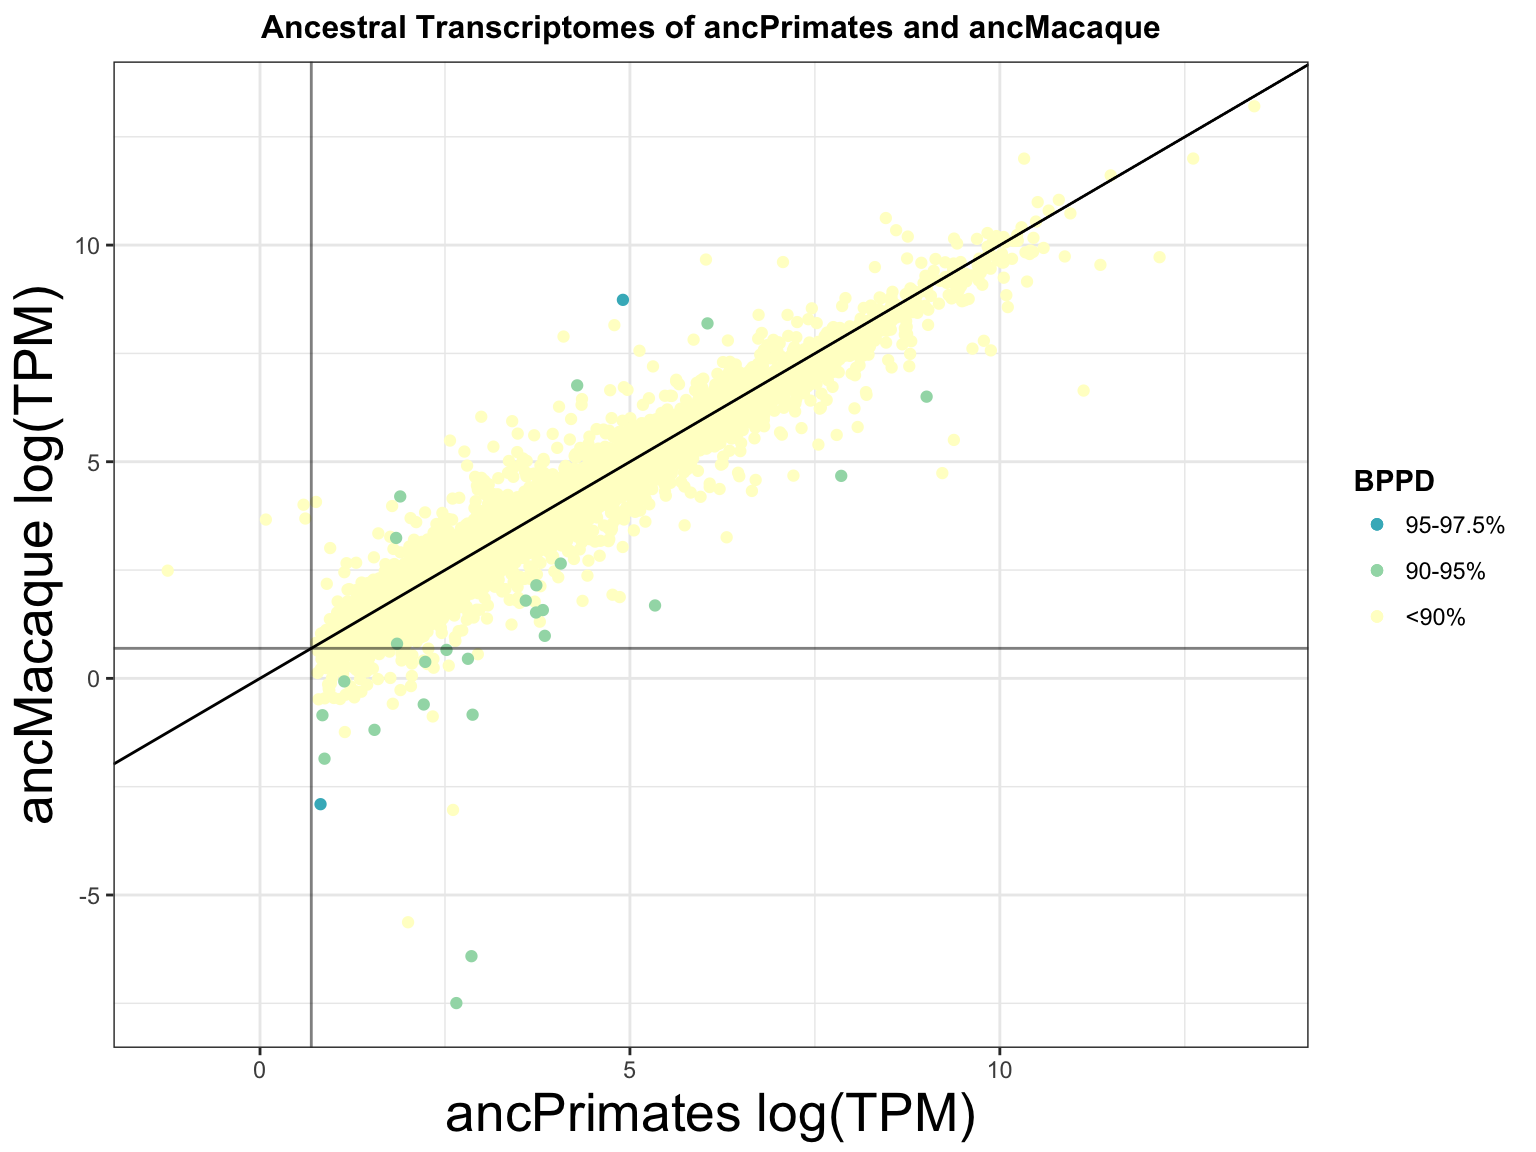 Ancestral Transcriptomes of ancPrimates and ancMacaque
ancMacaque log(TPM)
10
5
0
-5
0
5
10
ancPrimates log(TPM)
BPPD
95-97.5%
90-95%
<90%